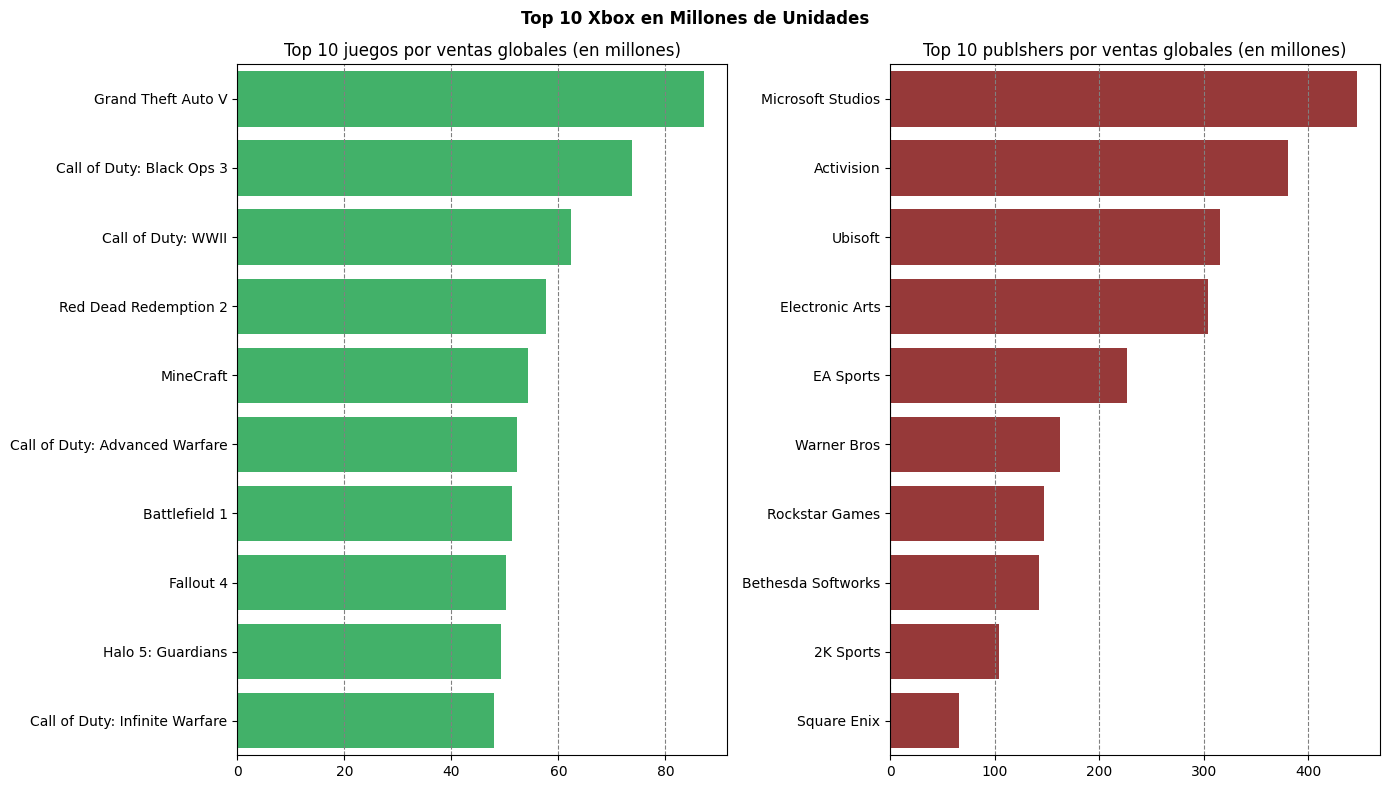 Top 10 Xbox en Millones de Unidades
Top 10 juegos por ventas globales (en millones)
Grand Theft Auto V
Call of Duty: Black Ops 3
Call of Duty: WWII
Red Dead Redemption 2
MineCraft
Call of Duty: Advanced Warfare
Battlefield 1
Fallout 4
Halo 5: Guardians
Call of Duty: Infinite Warfare
0 20 40 60 80
Top 10 publshers por ventas globales (en millones)
Microsoft Studios
Activision
Ubisoft
Electronic Arts
EA Sports
Warner Bros
Rockstar Games
Bethesda Softworks
2K Sports
Square Enix
0 100 200 300 400